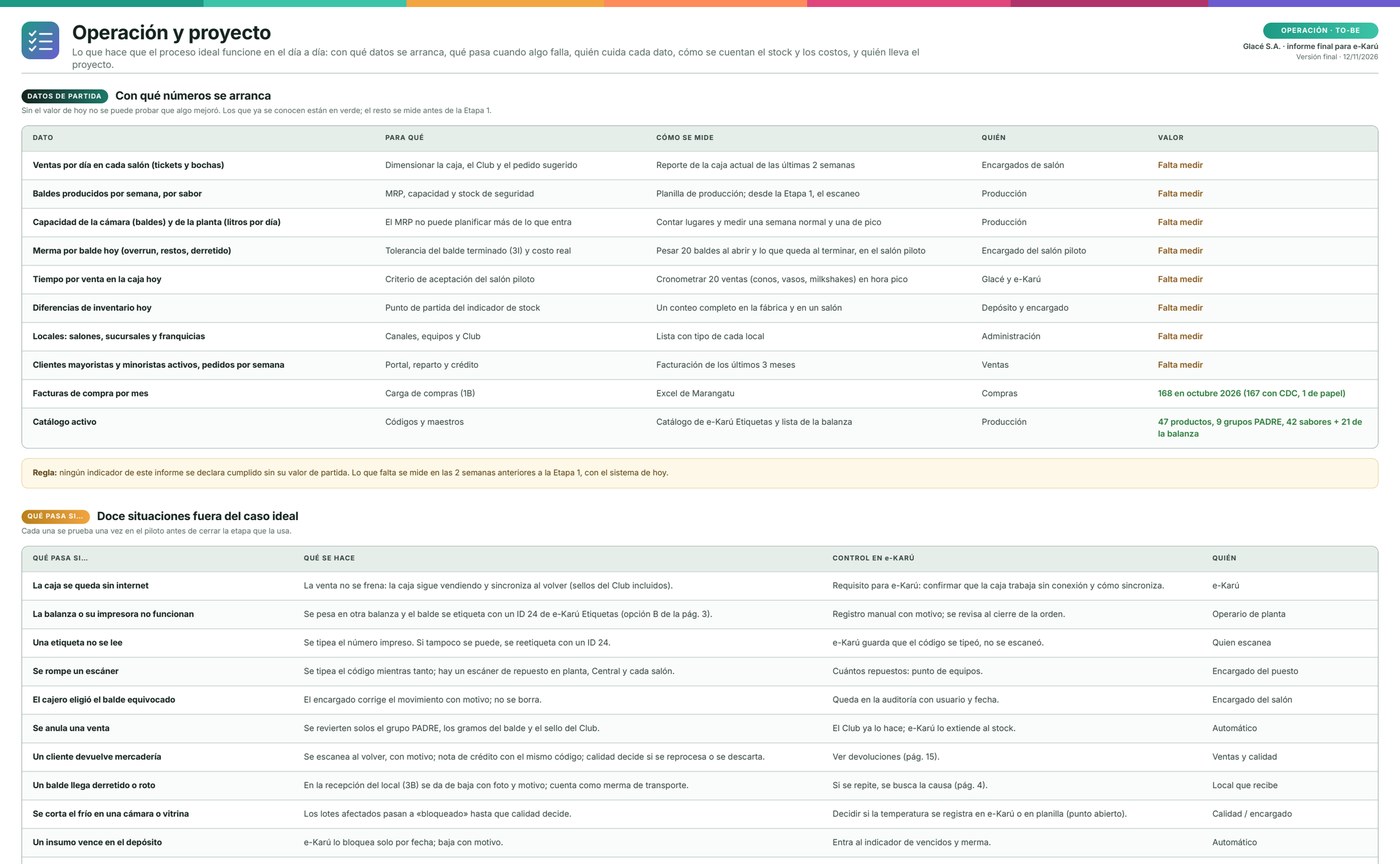 Operación y proyecto
Lo que hace que el proceso ideal funcione en el día a día: con qué datos se arranca, qué pasa cuando algo falla, quién cuida cada dato, cómo se cuentan el stock y los costos, y quién lleva el
proyecto.
OPERACIÓN · TO-BE
Glacé S.A. · informe final para e-Karú
Versión final · 12/11/2026
DATOS DE PARTIDA Con qué números se arranca
Sin el valor de hoy no se puede probar que algo mejoró. Los que ya se conocen están en verde; el resto se mide antes de la Etapa 1.
DATO PARA QUÉ CÓMO SE MIDE QUIÉN VALOR
Ventas por día en cada salón (tickets y bochas) Dimensionar la caja, el Club y el pedido sugerido Reporte de la caja actual de las últimas 2 semanas Encargados de salón Falta medir
Baldes producidos por semana, por sabor MRP, capacidad y stock de seguridad Planilla de producción; desde la Etapa 1, el escaneo Producción Falta medir
Capacidad de la cámara (baldes) y de la planta (litros por día) El MRP no puede planificar más de lo que entra Contar lugares y medir una semana normal y una de pico Producción Falta medir
Merma por balde hoy (overrun, restos, derretido) Tolerancia del balde terminado (3I) y costo real Pesar 20 baldes al abrir y lo que queda al terminar, en el salón piloto Encargado del salón piloto Falta medir
Tiempo por venta en la caja hoy Criterio de aceptación del salón piloto Cronometrar 20 ventas (conos, vasos, milkshakes) en hora pico Glacé y e-Karú Falta medir
Diferencias de inventario hoy Punto de partida del indicador de stock Un conteo completo en la fábrica y en un salón Depósito y encargado Falta medir
Locales: salones, sucursales y franquicias Canales, equipos y Club Lista con tipo de cada local Administración Falta medir
Clientes mayoristas y minoristas activos, pedidos por semana Portal, reparto y crédito Facturación de los últimos 3 meses Ventas Falta medir
Facturas de compra por mes Carga de compras (1B) Excel de Marangatu Compras 168 en octubre 2026 (167 con CDC, 1 de papel)
Catálogo activo Códigos y maestros Catálogo de e-Karú Etiquetas y lista de la balanza Producción 47 productos, 9 grupos PADRE, 42 sabores + 21 de
la balanza
Regla: ningún indicador de este informe se declara cumplido sin su valor de partida. Lo que falta se mide en las 2 semanas anteriores a la Etapa 1, con el sistema de hoy.
QUÉ PASA SI... Doce situaciones fuera del caso ideal
Cada una se prueba una vez en el piloto antes de cerrar la etapa que la usa.
QUÉ PASA SI... QUÉ SE HACE CONTROL EN e-KARÚ QUIÉN
La caja se queda sin internet La venta no se frena: la caja sigue vendiendo y sincroniza al volver (sellos del Club incluidos). Requisito para e-Karú: confirmar que la caja trabaja sin conexión y cómo sincroniza. e-Karú
La balanza o su impresora no funcionan Se pesa en otra balanza y el balde se etiqueta con un ID 24 de e-Karú Etiquetas (opción B de la pág. 3). Registro manual con motivo; se revisa al cierre de la orden. Operario de planta
Una etiqueta no se lee Se tipea el número impreso. Si tampoco se puede, se reetiqueta con un ID 24. e-Karú guarda que el código se tipeó, no se escaneó. Quien escanea
Se rompe un escáner Se tipea el código mientras tanto; hay un escáner de repuesto en planta, Central y cada salón. Cuántos repuestos: punto de equipos. Encargado del puesto
El cajero eligió el balde equivocado El encargado corrige el movimiento con motivo; no se borra. Queda en la auditoría con usuario y fecha. Encargado del salón
Se anula una venta Se revierten solos el grupo PADRE, los gramos del balde y el sello del Club. El Club ya lo hace; e-Karú lo extiende al stock. Automático
Un cliente devuelve mercadería Se escanea al volver, con motivo; nota de crédito con el mismo código; calidad decide si se reprocesa o se descarta. Ver devoluciones (pág. 15). Ventas y calidad
Un balde llega derretido o roto En la recepción del local (3B) se da de baja con foto y motivo; cuenta como merma de transporte. Si se repite, se busca la causa (pág. 4). Local que recibe
Se corta el frío en una cámara o vitrina Los lotes afectados pasan a «bloqueado» hasta que calidad decide. Decidir si la temperatura se registra en e-Karú o en planilla (punto abierto). Calidad / encargado
Un insumo vence en el depósito e-Karú lo bloquea solo por fecha; baja con motivo. Entra al indicador de vencidos y merma. Automático